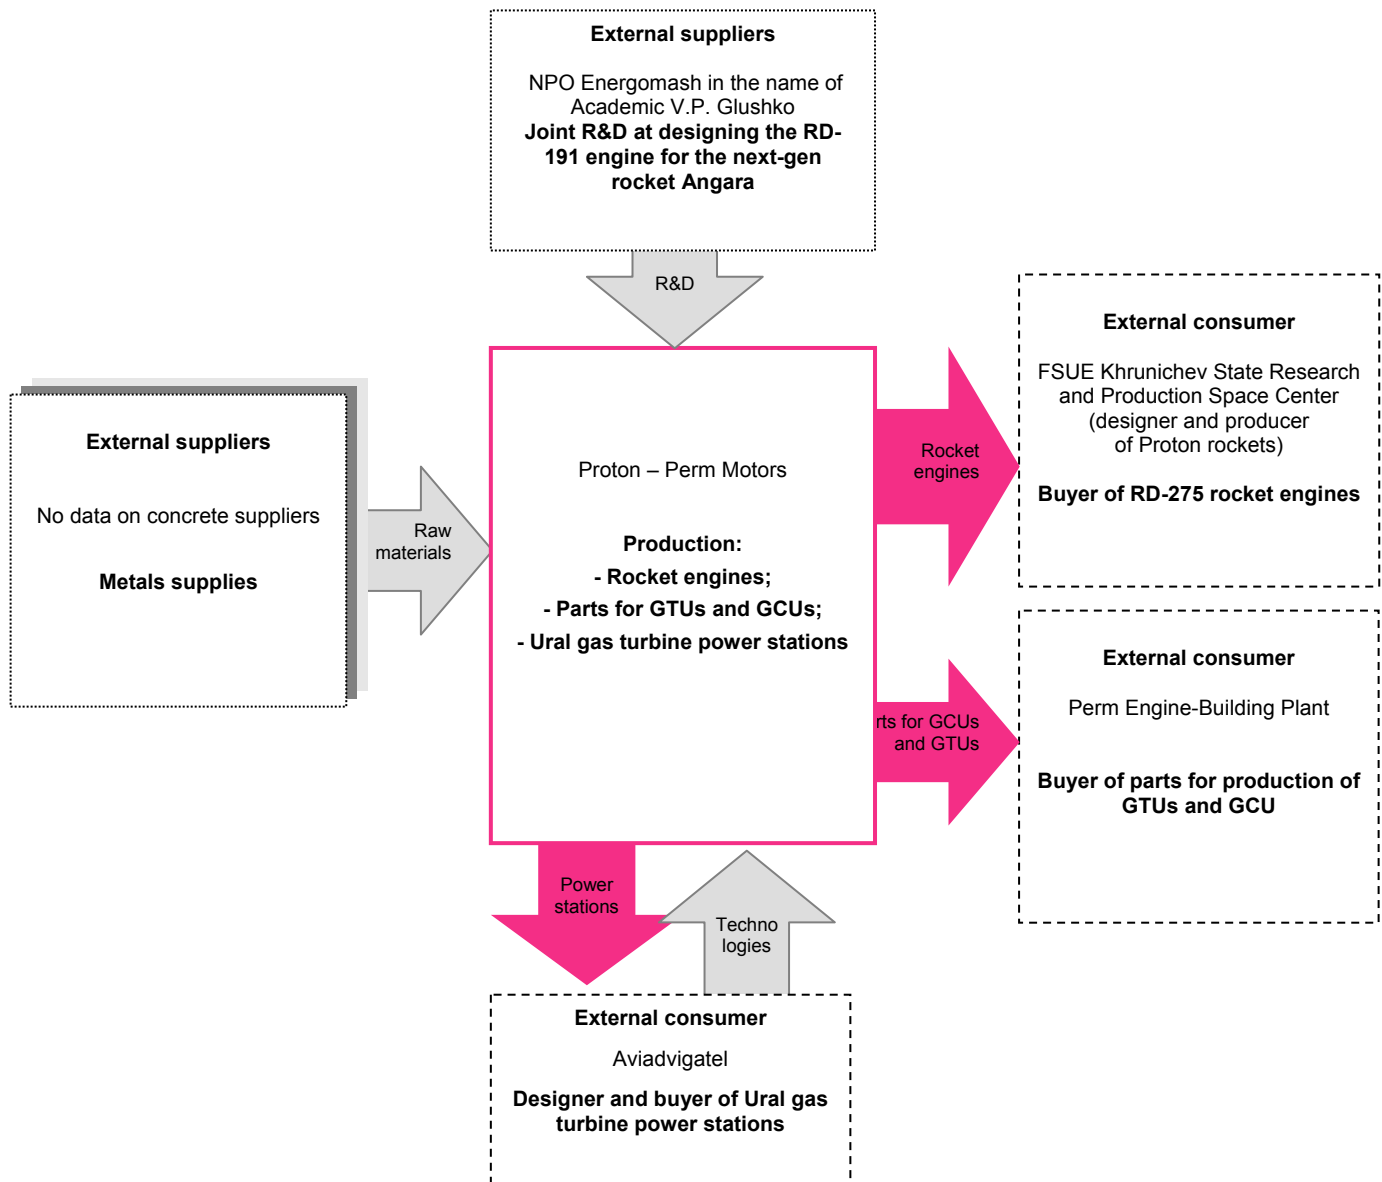 External suppliers
NPO Energomash in the name of
Academic V.P. Glushko
Joint R&D at designing the RD-
191 engine for the next-gen
rocket Angara
R&D
External suppliers
No data on concrete suppliers
Metals supplies
Raw
materials
Proton – Perm Motors
Production:
- Rocket engines;
- Parts for GTUs and GCUs;
- Ural gas turbine power stations
Rocket
engines
External consumer
FSUE Khrunichev State Research
and Production Space Center
(designer and producer
of Proton rockets)
Buyer of RD-275 rocket engines
rts for GCUs
and GTUs
External consumer
Perm Engine-Building Plant
Buyer of parts for production of
GTUs and GCU
Power
stations
Techno
logies
External consumer
Aviadvigatel
Designer and buyer of Ural gas
turbine power stations